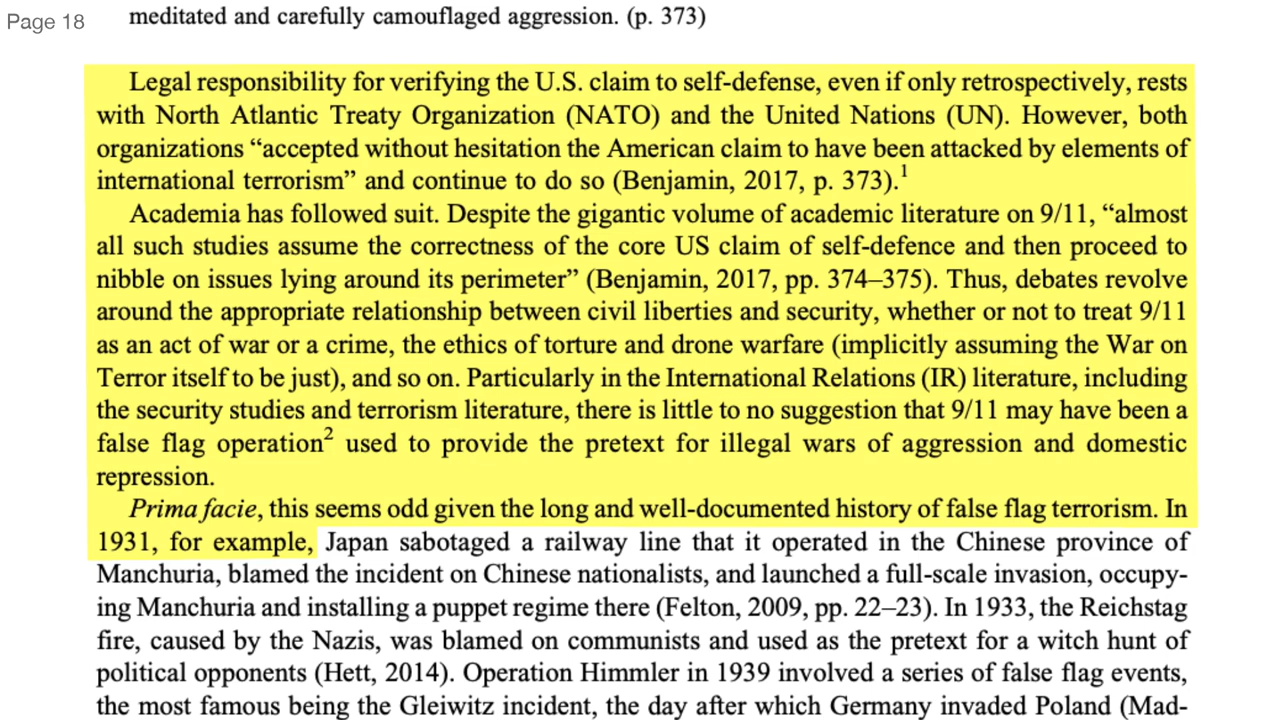 Page 18
meditated and carefully camouflaged aggression. (p. 373)
Legal responsibility for verifying the U.S. claim to self-defense, even if only retrospectively, rests
with North Atlantic Treaty Organization (NATO) and the United Nations (UN). However, both
organizations “accepted without hesitation the American claim to have been attacked by elements of
international terrorism” and continue to do so (Benjamin, 2017, p. 373).1
Academia has followed suit. Despite the gigantic volume of academic literature on 9/11, “almost
all such studies assume the correctness of the core US claim of self-defence and then proceed to
nibble on issues lying around its perimeter” (Benjamin, 2017, pp. 374–375). Thus, debates revolve
around the appropriate relationship between civil liberties and security, whether or not to treat 9/11
as an act of war or a crime, the ethics of torture and drone warfare (implicitly assuming the War on
Terror itself to be just), and so on. Particularly in the International Relations (IR) literature, including
the security studies and terrorism literature, there is little to no suggestion that 9/11 may have been a
false flag operation2 used to provide the pretext for illegal wars of aggression and domestic
repression.
Prima facie, this seems odd given the long and well-documented history of false flag terrorism. In
1931, for example, Japan sabotaged a railway line that it operated in the Chinese province of
Manchuria, blamed the incident on Chinese nationalists, and launched a full-scale invasion, occupy-
ing Manchuria and installing a puppet regime there (Felton, 2009, pp. 22–23). In 1933, the Reichstag
fire, caused by the Nazis, was blamed on communists and used as the pretext for a witch hunt of
political opponents (Hett, 2014). Operation Himmler in 1939 involved a series of false flag events,
the most famous being the Gleiwitz incident, the day after which Germany invaded Poland (Mad-